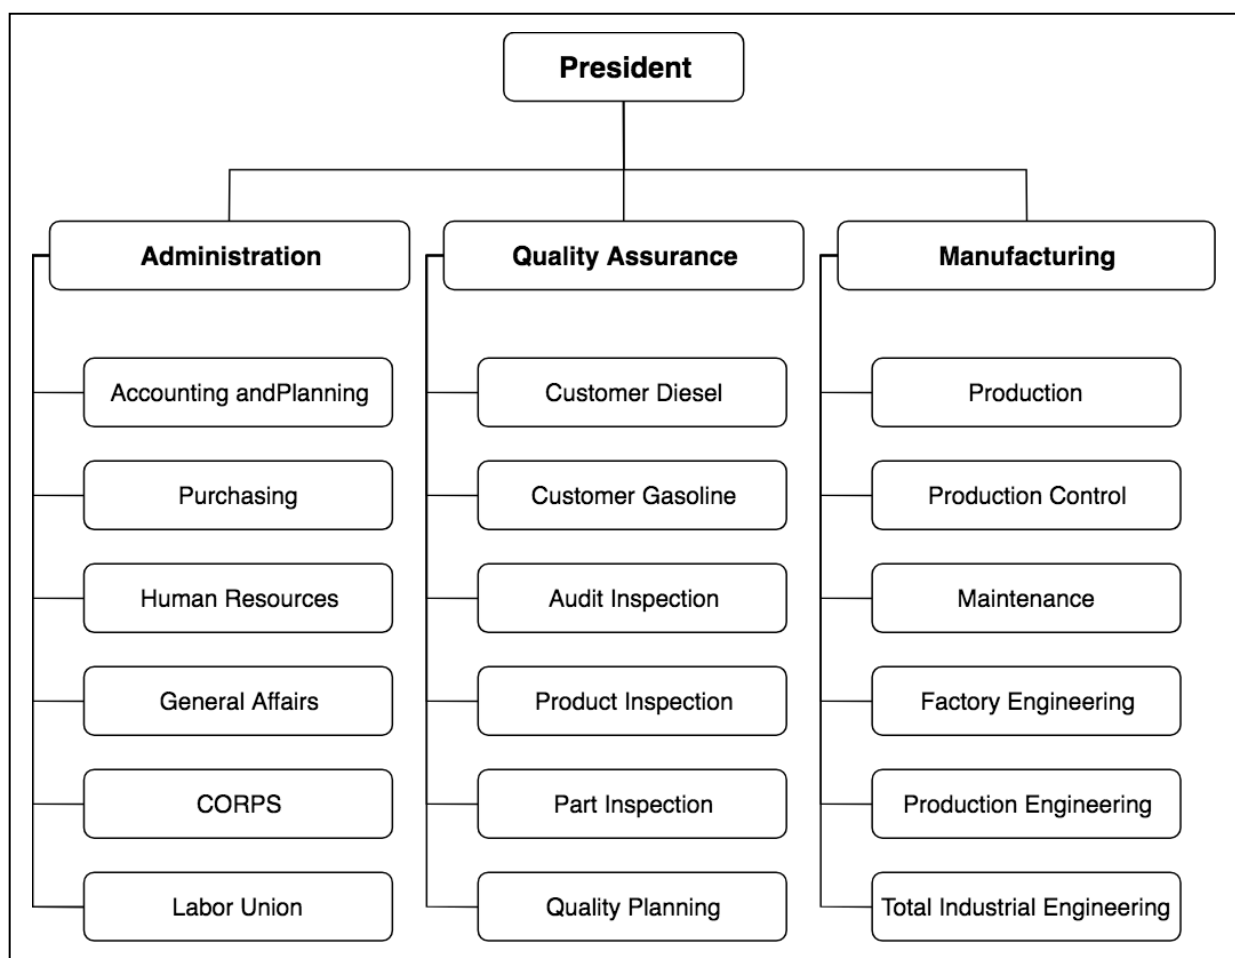 President
Administration
Quality Assurance
Manufacturing
Accounting andPlanning
Customer Diesel
Production
Purchasing
Customer Gasoline
Production Control
Human Resources
Audit Inspection
Maintenance
General Affairs
Product Inspection
Factory Engineering
CORPS
Part Inspection
Production Engineering
Labor Union
Quality Planning
Total Industrial Engineering